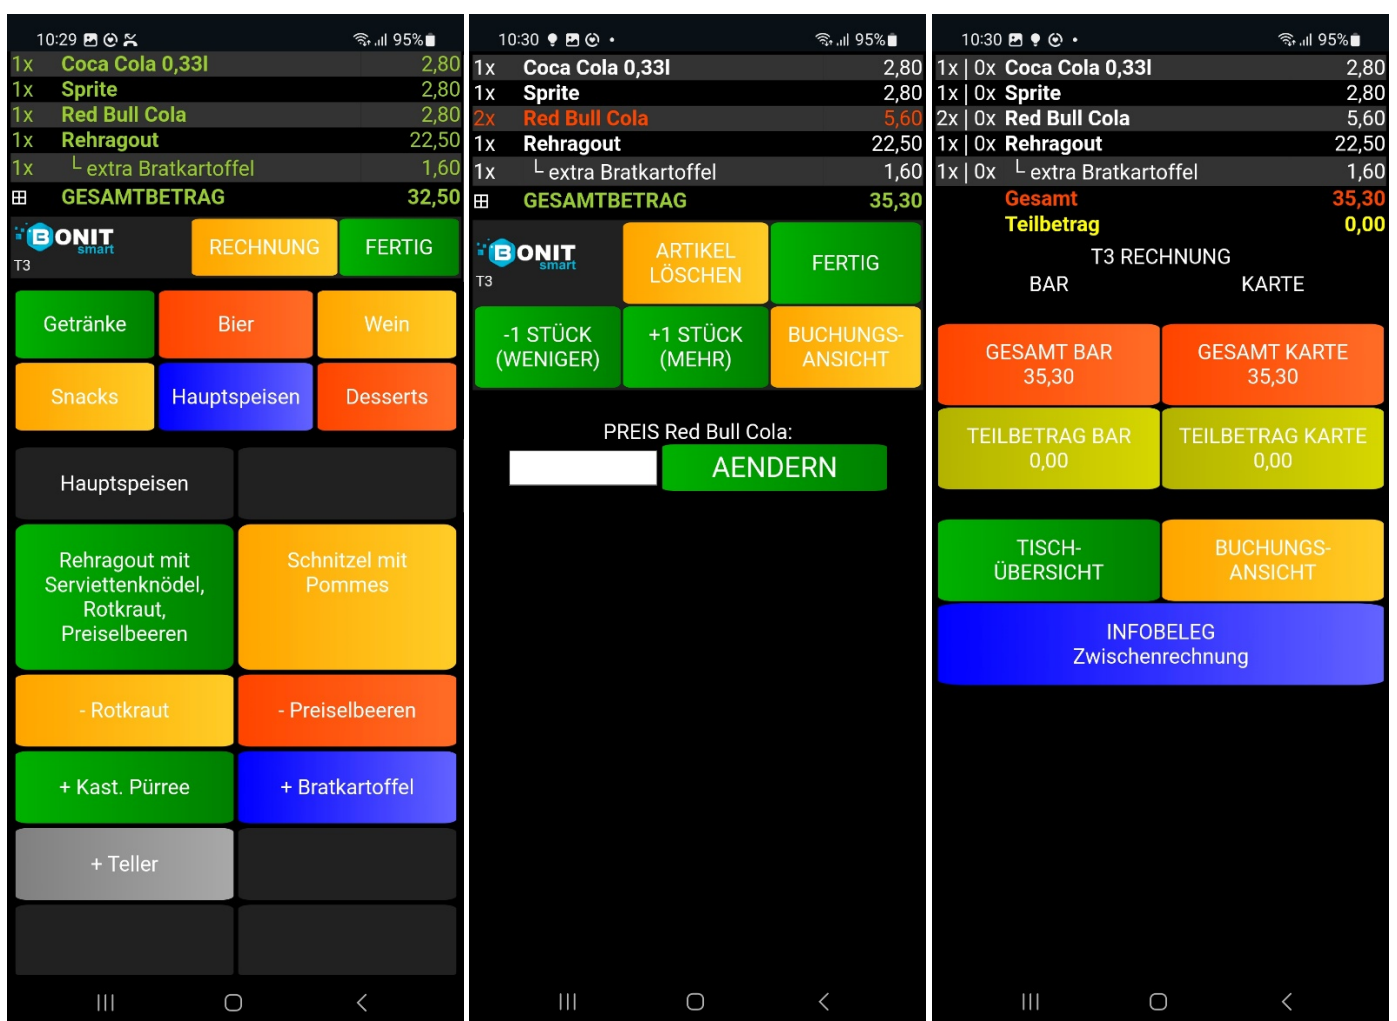 10:29
95%
1x Coca Cola 0,33l 2,80
1x Sprite 2,80
1x Red Bull Cola 2,80
1x Rehragout 22,50
1x └ extra Bratkartoffel 1,60
GESAMTBETRAG 32,50
BONIT
smart
T3
RECHNUNG
FERTIG
Getränke
Bier
Wein
Snacks
Hauptspeisen
Desserts
Hauptspeisen
Rehragout mit
Serviettenknödel,
Rotkraut,
Preiselbeeren
Schnitzel mit
Pommes
- Rotkraut
- Preiselbeeren
+ Kast. Pürree
+ Bratkartoffel
+ Teller
10:30
95%
1x Coca Cola 0,33l 2,80
1x Sprite 2,80
2x Red Bull Cola 5,60
1x Rehragout 22,50
1x └ extra Bratkartoffel 1,60
GESAMTBETRAG 35,30
BONIT
smart
T3
ARTIKEL
LÖSCHEN
FERTIG
-1 STÜCK
(WENIGER)
+1 STÜCK
(MEHR)
BUCHUNGS-
ANSICHT
PREIS Red Bull Cola:
AENDERN
10:30
95%
1x | 0x Coca Cola 0,33l 2,80
1x | 0x Sprite 2,80
2x | 0x Red Bull Cola 5,60
1x | 0x Rehragout 22,50
1x | 0x └ extra Bratkartoffel 1,60
Gesamt 35,30
Teilbetrag 0,00
T3 RECHNUNG
BAR KARTE
GESAMT BAR
35,30
GESAMT KARTE
35,30
TEILBETRAG BAR
0,00
TEILBETRAG KARTE
0,00
TISCH-
ÜBERSICHT
BUCHUNGS-
ANSICHT
INFOBELEG
Zwischenrechnung